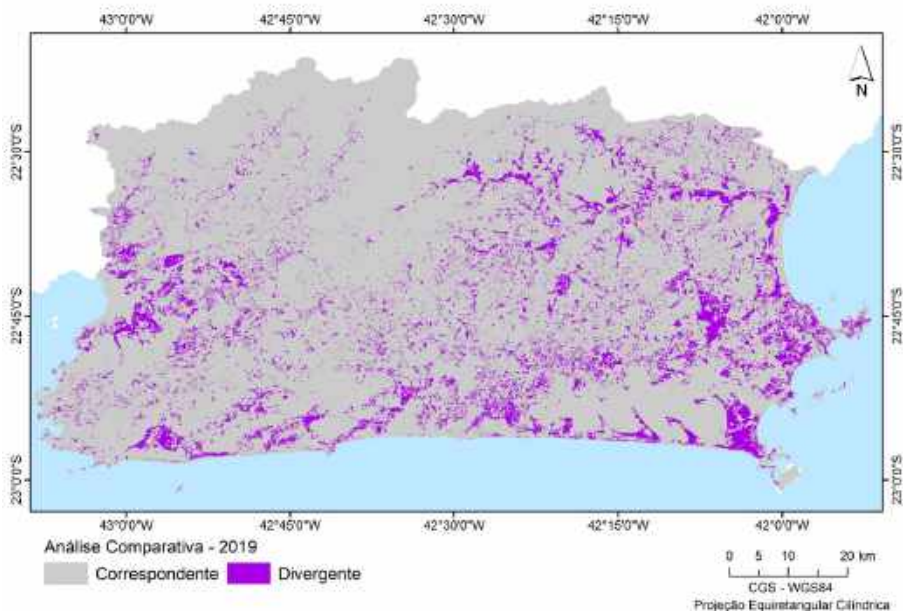 43°0'0"W 42°45'0"W 42°30'0"W 42°15'0"W 42°0'0"W
N
22°30'0"S 22°30'0"S
22°45'0"S 22°45'0"S
23°0'0"S 23°0'0"S
43°0'0"W 42°45'0"W 42°30'0"W 42°15'0"W 42°0'0"W
Análise Comparativa - 2019
Correspondente Divergente
0 5 10 20 km
CGS - WGS84
Projeção Equiretangular Cilíndrica